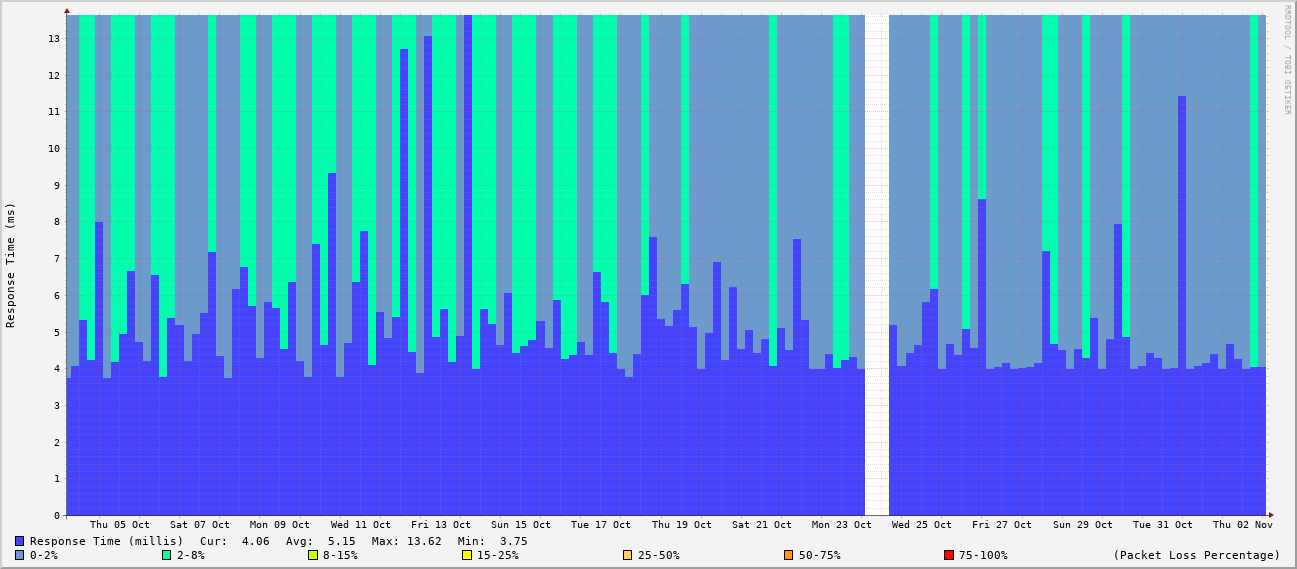 RRDTOOL / TOBI OETIKER
Response Time (ms)
13
12
11
10
9
8
7
6
5
4
3
2
1
0
Thu 05 Oct Sat 07 Oct Mon 09 Oct Wed 11 Oct Fri 13 Oct Sun 15 Oct Tue 17 Oct Thu 19 Oct Sat 21 Oct Mon 23 Oct Wed 25 Oct Fri 27 Oct Sun 29 Oct Tue 31 Oct Thu 02 Nov
Response Time (millis) Cur: 4.06 Avg: 5.15 Max: 13.62 Min: 3.75
0-2% 2-8% 8-15% 15-25% 25-50% 50-75% 75-100% (Packet Loss Percentage)